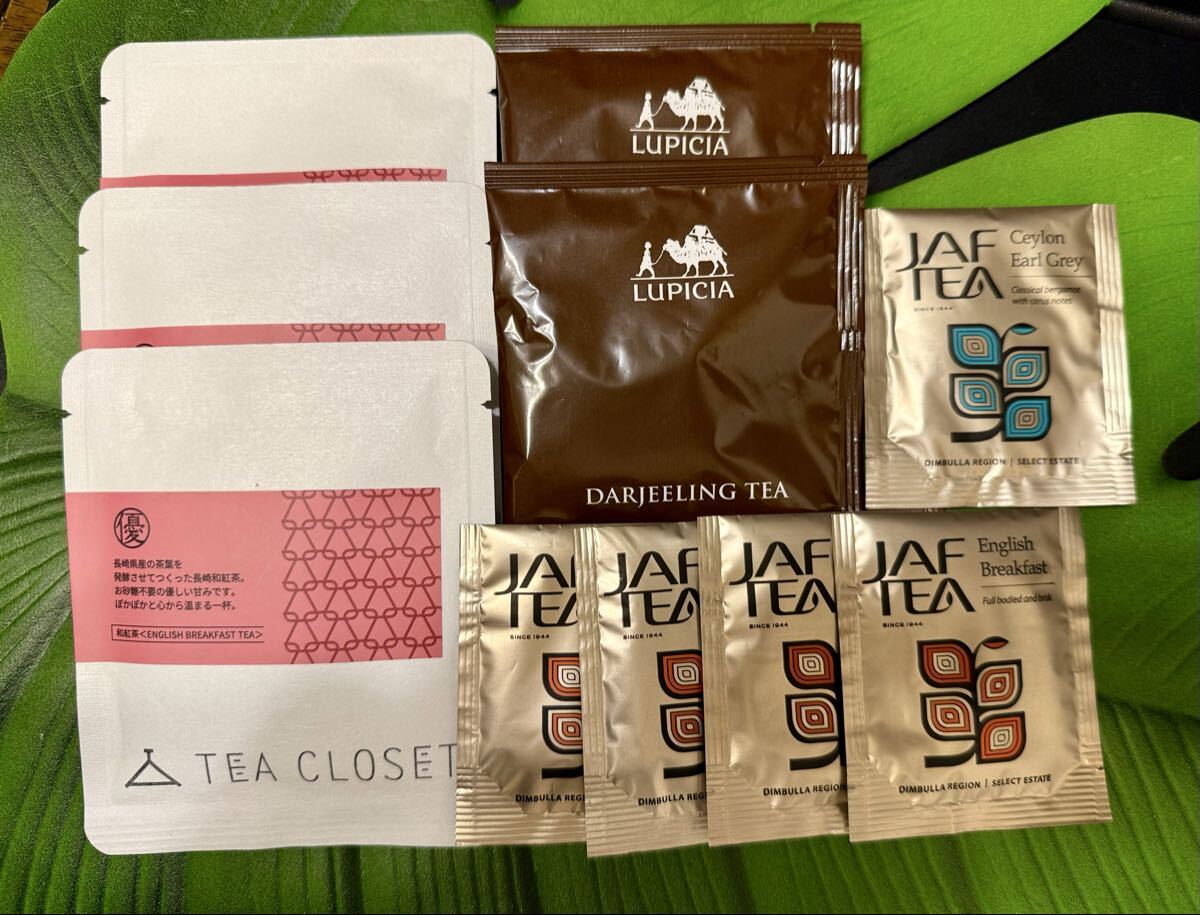 LUPICIA
LUPICIA
DARJEELING TEA
JAF
TEA
SINCE 1944
Ceylon
Earl Grey
Classical bergamot
with citrus notes
DIMBULLA REGION | SELECT ESTATE
優
長崎県産の茶葉を
発酵させてつくった長崎和紅茶。
お砂糖不要の優しい甘みです。
ぽかぽかと心から温まる一杯。
和紅茶<ENGLISH BREAKFAST TEA>
TEA CLOSET
JAF
TEA
SINCE 1944
DIMBULLA REGI
JAF
TEA
SINCE 1944
DIMBULLA REG
JAF
TEA
SINCE 1944
DIMBULLA REGION
JAF
TEA
SINCE 1944
English
Breakfast
Full bodied and brisk
DIMBULLA REGION | SELECT ESTATE